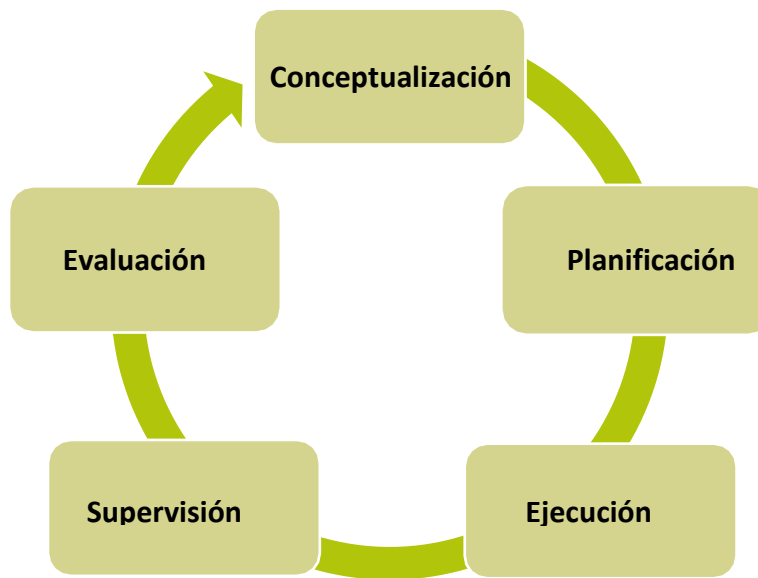 Conceptualización
Planificación
Ejecución
Supervisión
Evaluación